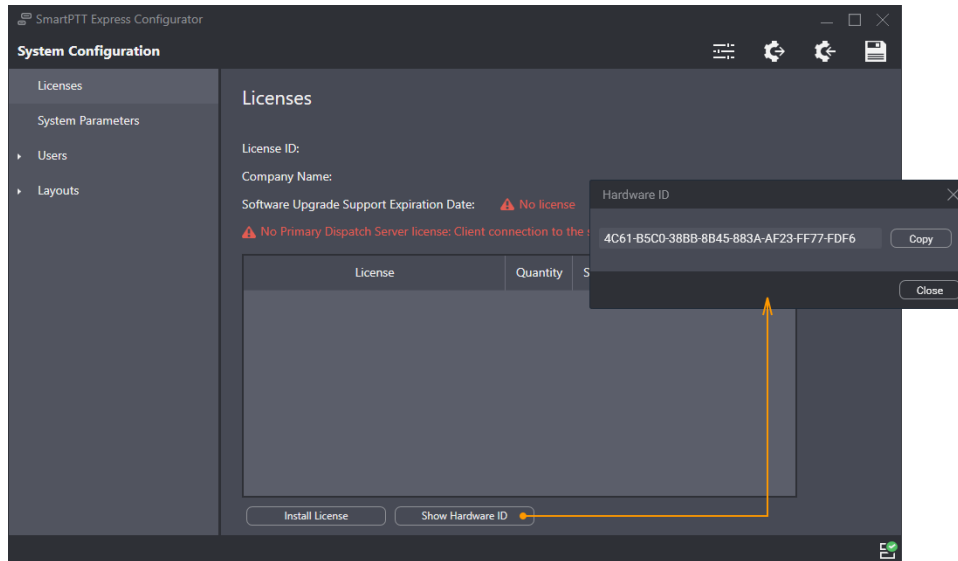 SmartPTT Express Configurator
System Configuration
Licenses
System Parameters
Users
Layouts
Licenses
License ID:
Company Name:
Software Upgrade Support Expiration Date: No license
No Primary Dispatch Server license: Client connection to the
License Quantity
Install License Show Hardware ID
Hardware ID
4C61-B5C0-38BB-8B45-883A-AF23-FF77-FDF6 Copy
Close